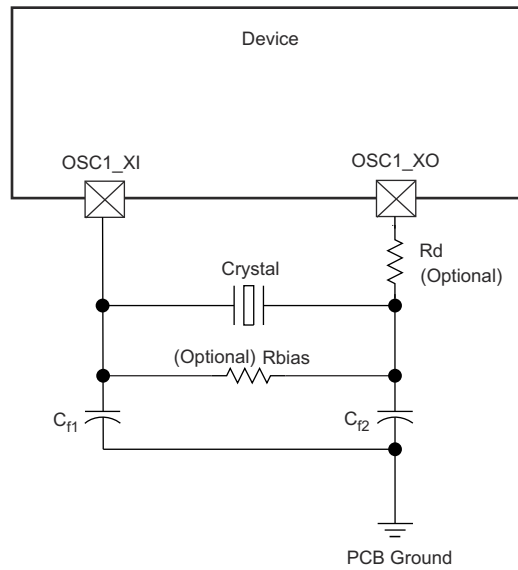 Device
OSC1_XI
OSC1_XO
Rd
(Optional)
Crystal
(Optional) Rbias
Cf1
Cf2
PCB Ground